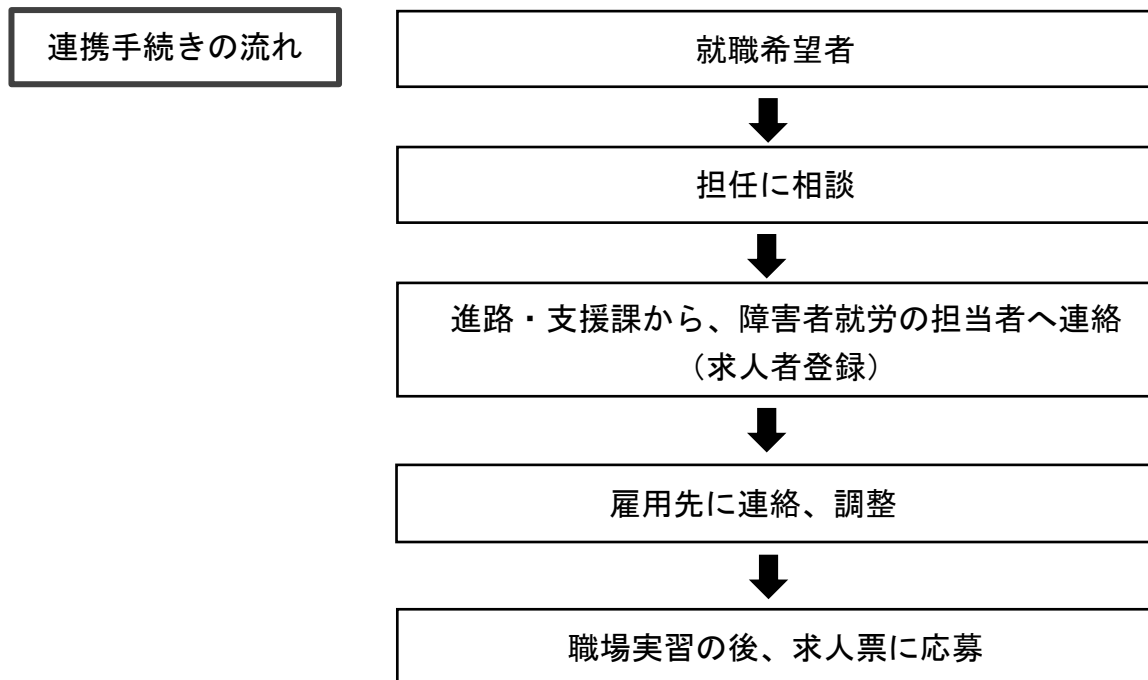 連携手続きの流れ
就職希望者
担任に相談
進路・支援課から、障害者就労の担当者へ連絡
（求人者登録）
雇用先に連絡、調整
職場実習の後、求人票に応募